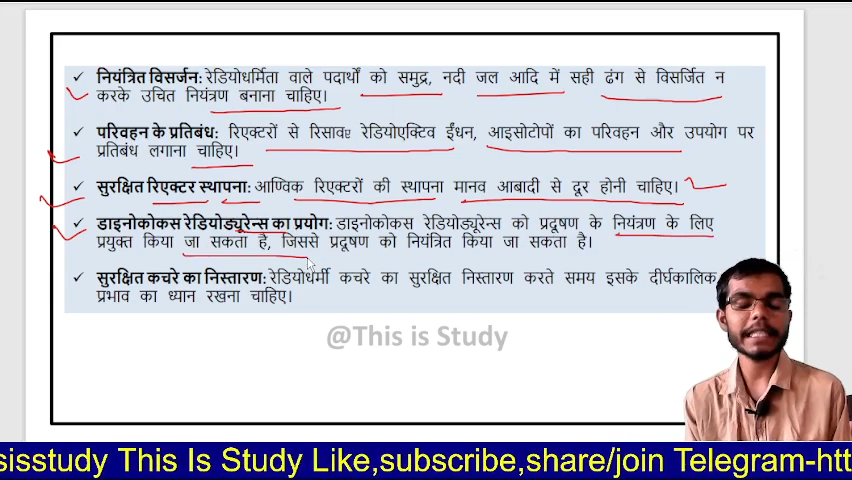 ✓ नियंत्रित विसर्जन: रेडियोधर्मिता वाले पदार्थों को समुद्र, नदी जल आदि में सही ढंग से विसर्जित न
करके उचित नियंत्रण बनाना चाहिए।
✓ परिवहन के प्रतिबंध: रिएक्टरों से रिसावए रेडियोएक्टिव ईंधन, आइसोटोपों का परिवहन और उपयोग पर
प्रतिबंध लगाना चाहिए।
✓ सुरक्षित रिएक्टर स्थापना: आण्विक रिएक्टरों की स्थापना मानव आबादी से दूर होनी चाहिए।
✓ डाइनोकोकस रेडियोड्यूरेन्स का प्रयोग: डाइनोकोकस रेडियोड्यूरेन्स को प्रदूषण के नियंत्रण के लिए
प्रयुक्त किया जा सकता है, जिससे प्रदूषण को नियंत्रित किया जा सकता है।
✓ सुरक्षित कचरे का निस्तारण: रेडियोधर्मी कचरे का सुरक्षित निस्तारण करते समय इसके दीर्घकालिक
प्रभाव का ध्यान रखना चाहिए।
@This is Study
sisstudy This Is Study Like,subscribe,share/join Telegram-htt